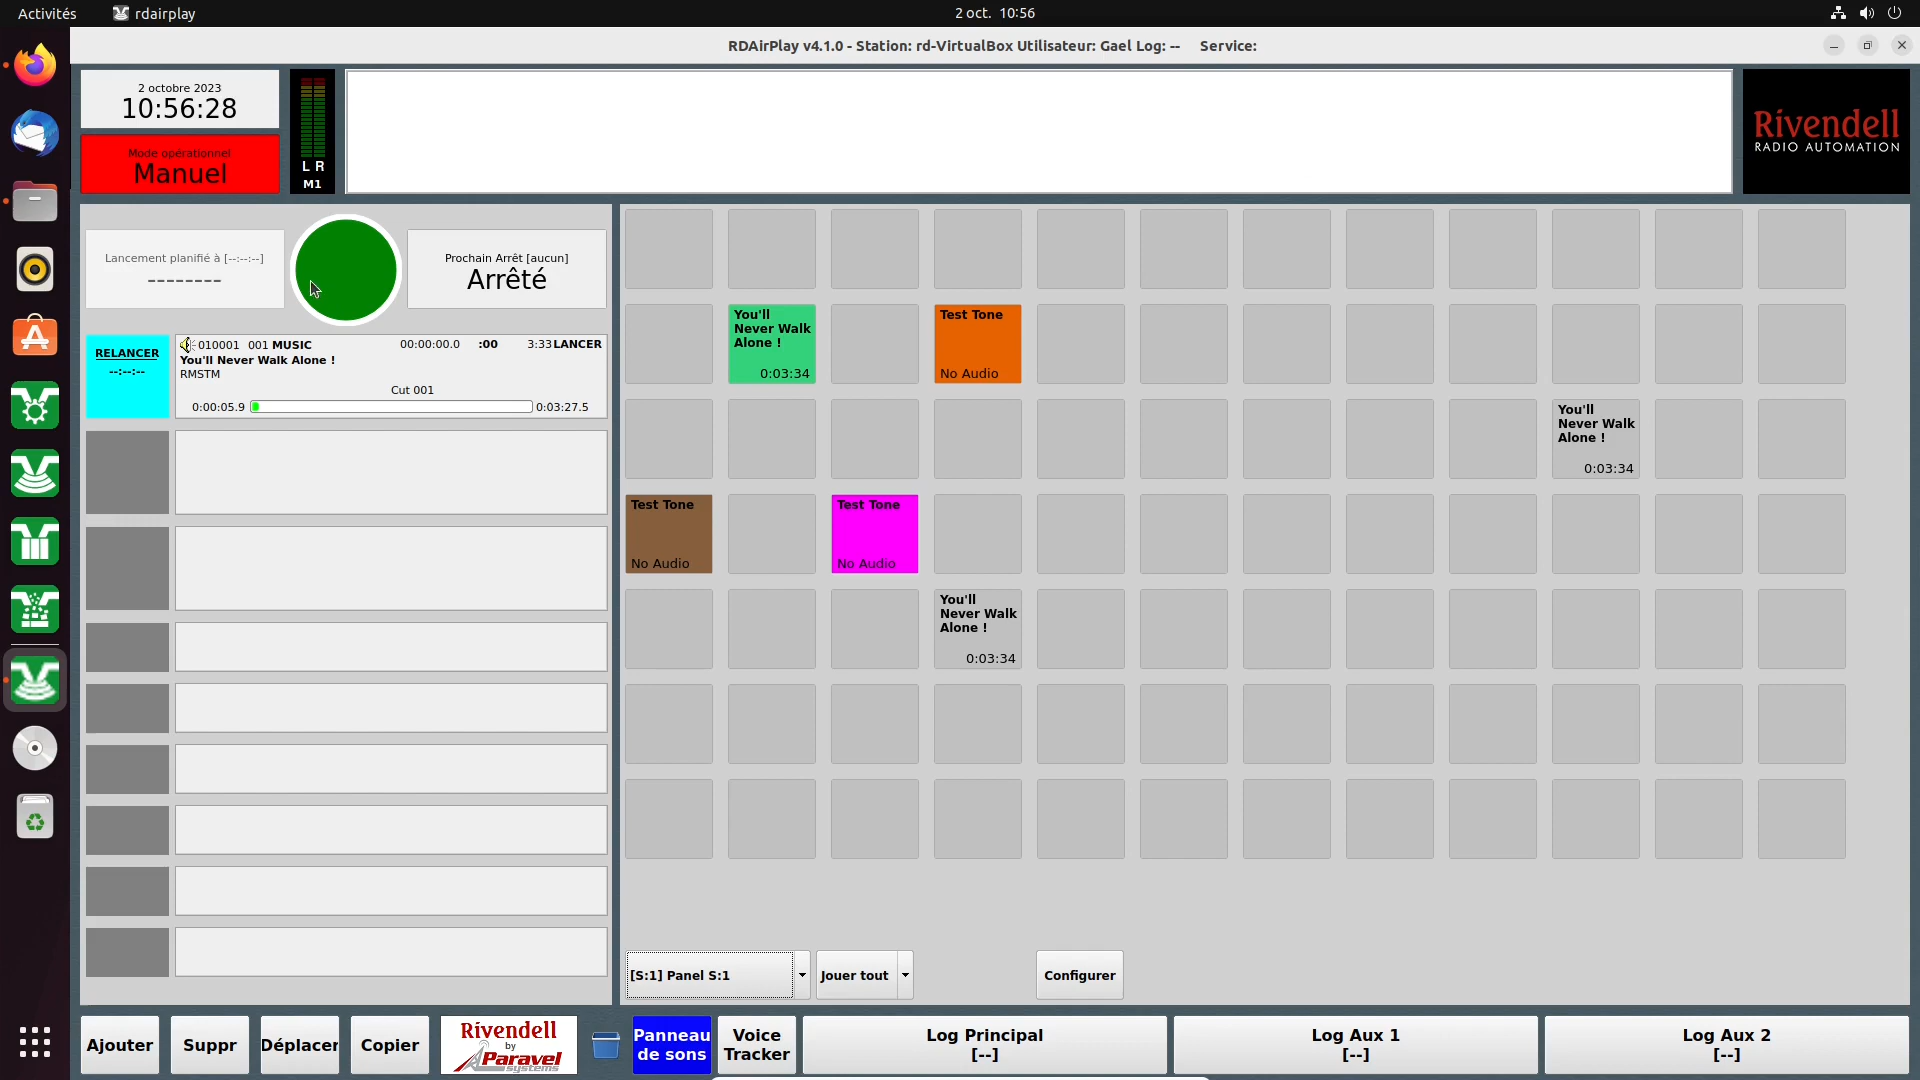 Activités
rdairplay
2 oct. 10:56
RDAirPlay v4.1.0 - Station: rd-VirtualBox Utilisateur: Gael Log: -- Service:
2 octobre 2023
10:56:28
Mode opérationnel
Manuel
L R
M1
Rivendell
RADIO AUTOMATION
Lancement planifié à [--:--:--]
--------
Prochain Arrêt [aucun]
Arrêté
RELANCER
--:--:--
010001 001 MUSIC 00:00:00.0 :00 3:33 LANCER
You'll Never Walk Alone !
RMSTM
Cut 001
0:00:05.9 0:03:27.5
You'll
Never Walk
Alone !
0:03:34
Test Tone
No Audio
You'll
Never Walk
Alone !
0:03:34
Test Tone
No Audio
Test Tone
No Audio
You'll
Never Walk
Alone !
0:03:34
[S:1] Panel S:1
Jouer tout
Configurer
Ajouter
Suppr
Déplacer
Copier
Rivendell
by
Paravel
systems
Panneau
de sons
Voice
Tracker
Log Principal
[--]
Log Aux 1
[--]
Log Aux 2
[--]